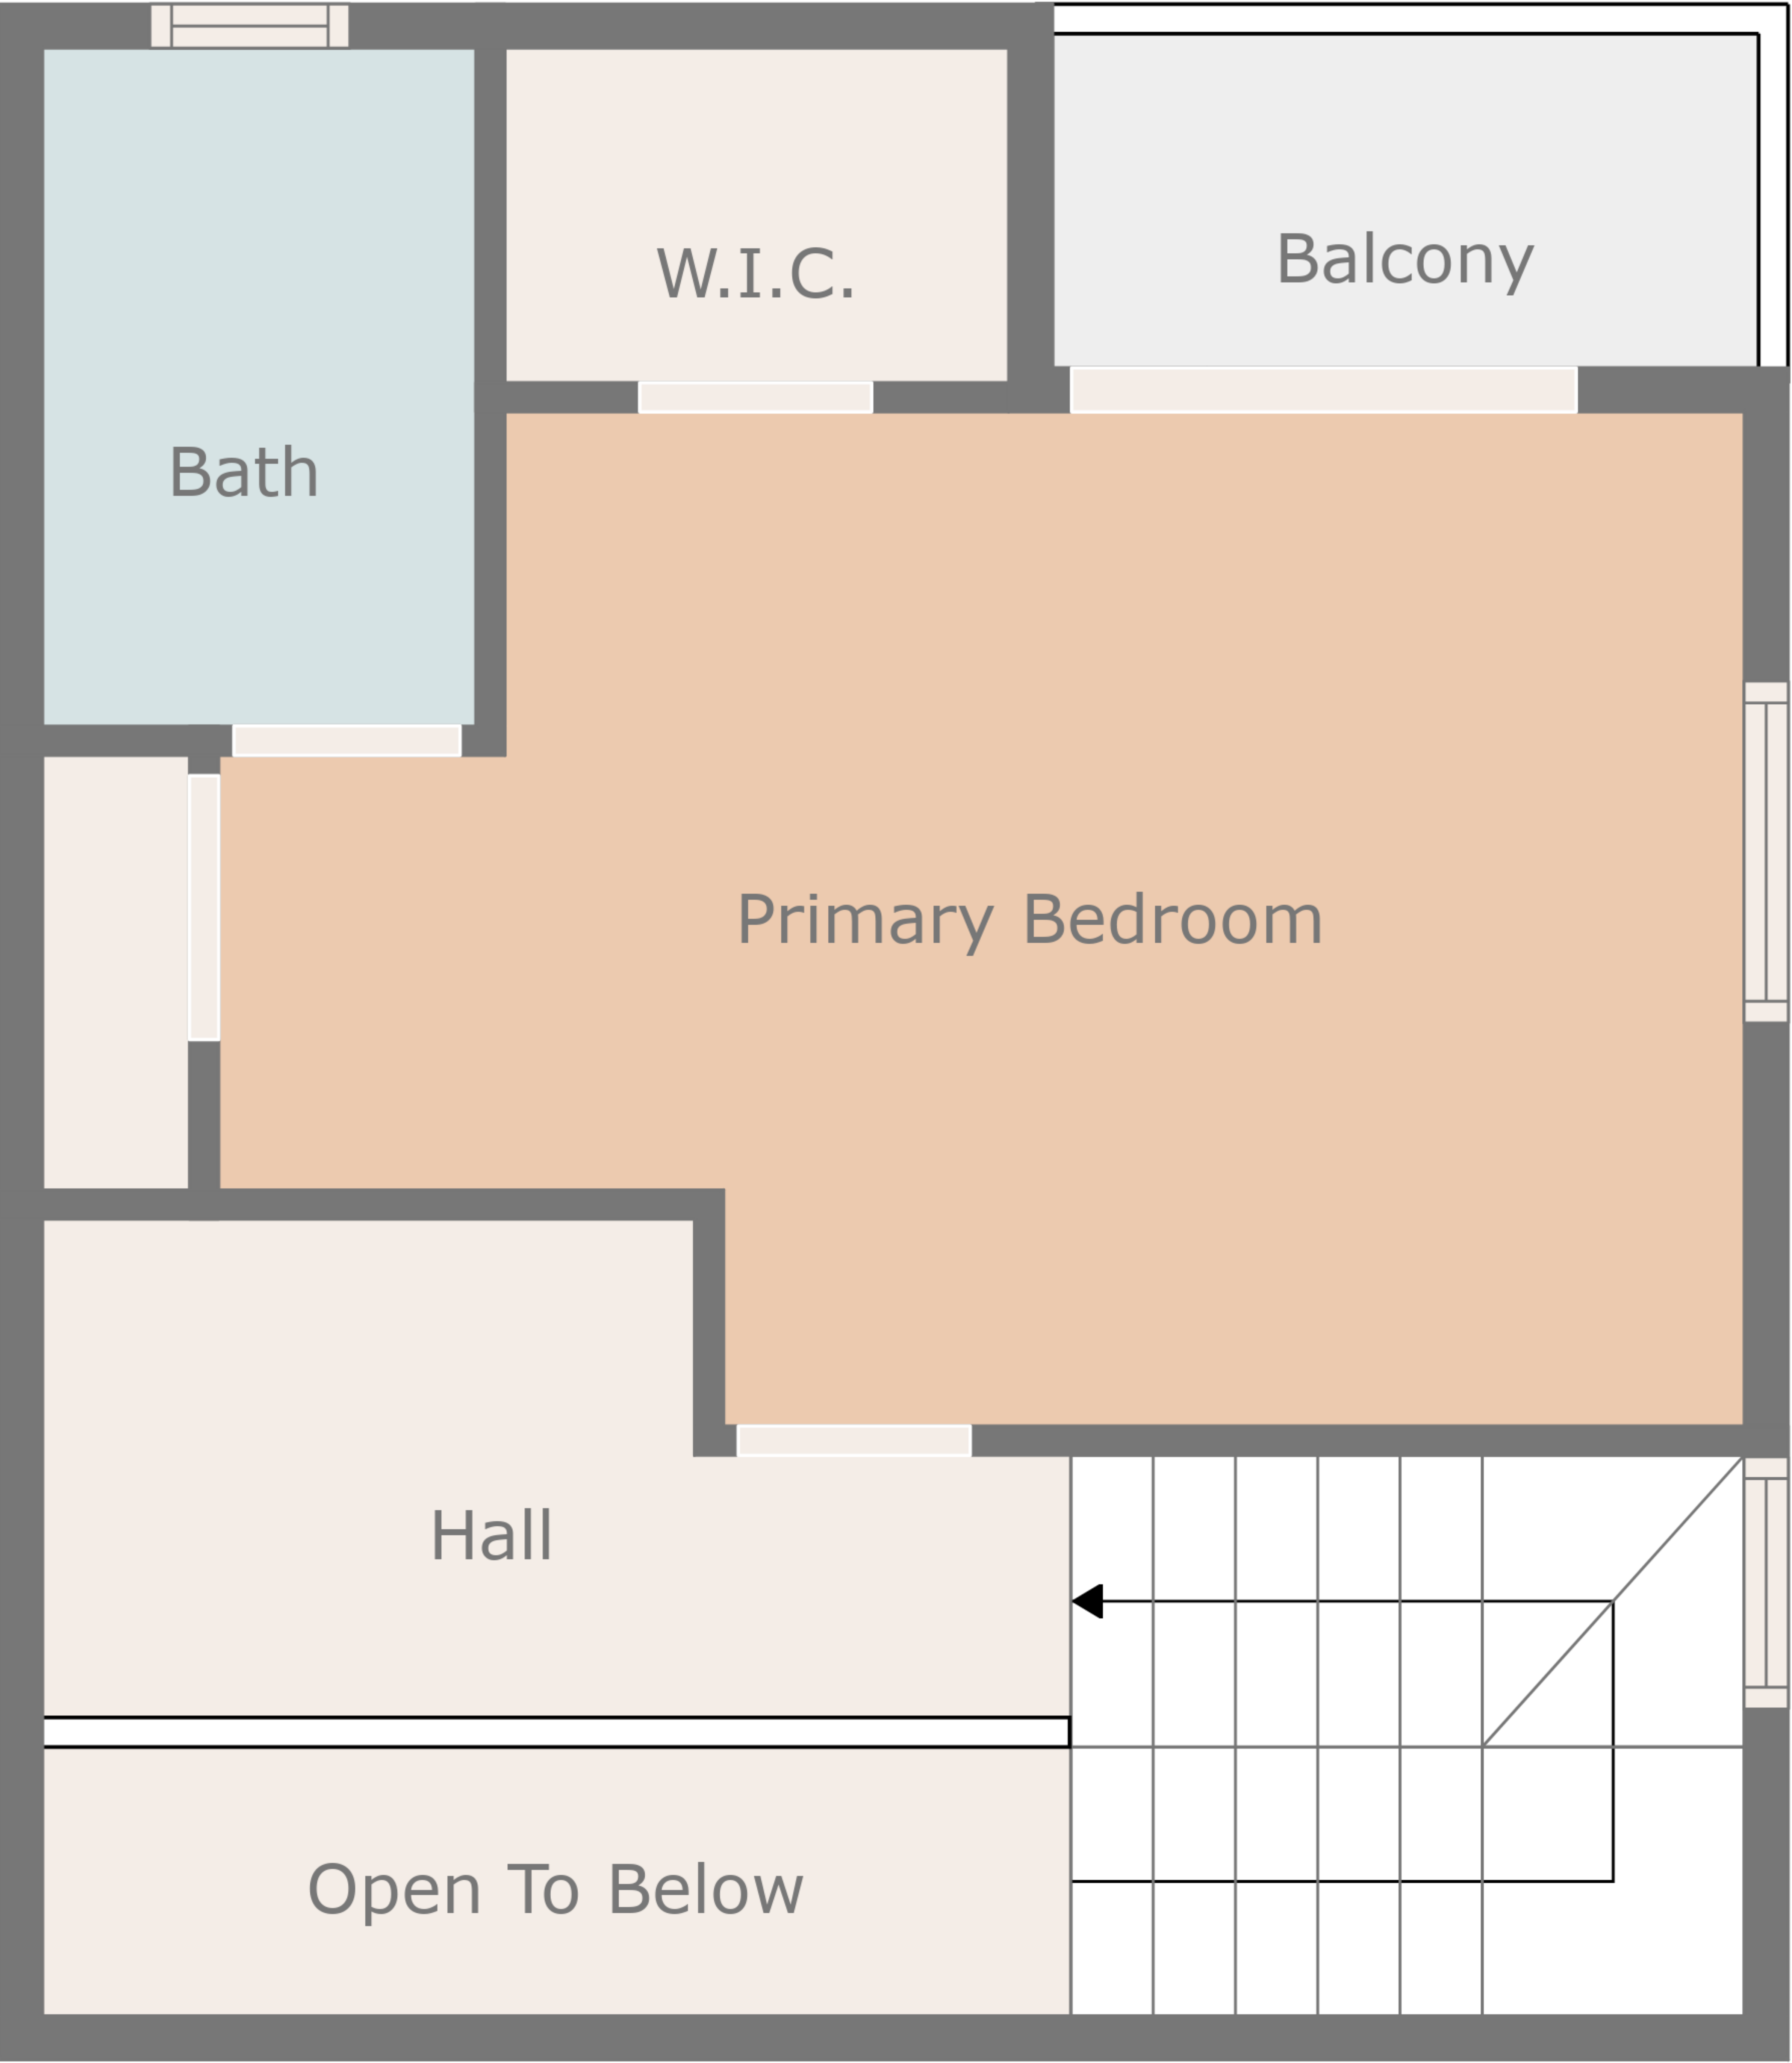 Balcony
W.I.C.
Bath
Primary Bedroom
Hall
Open To Below